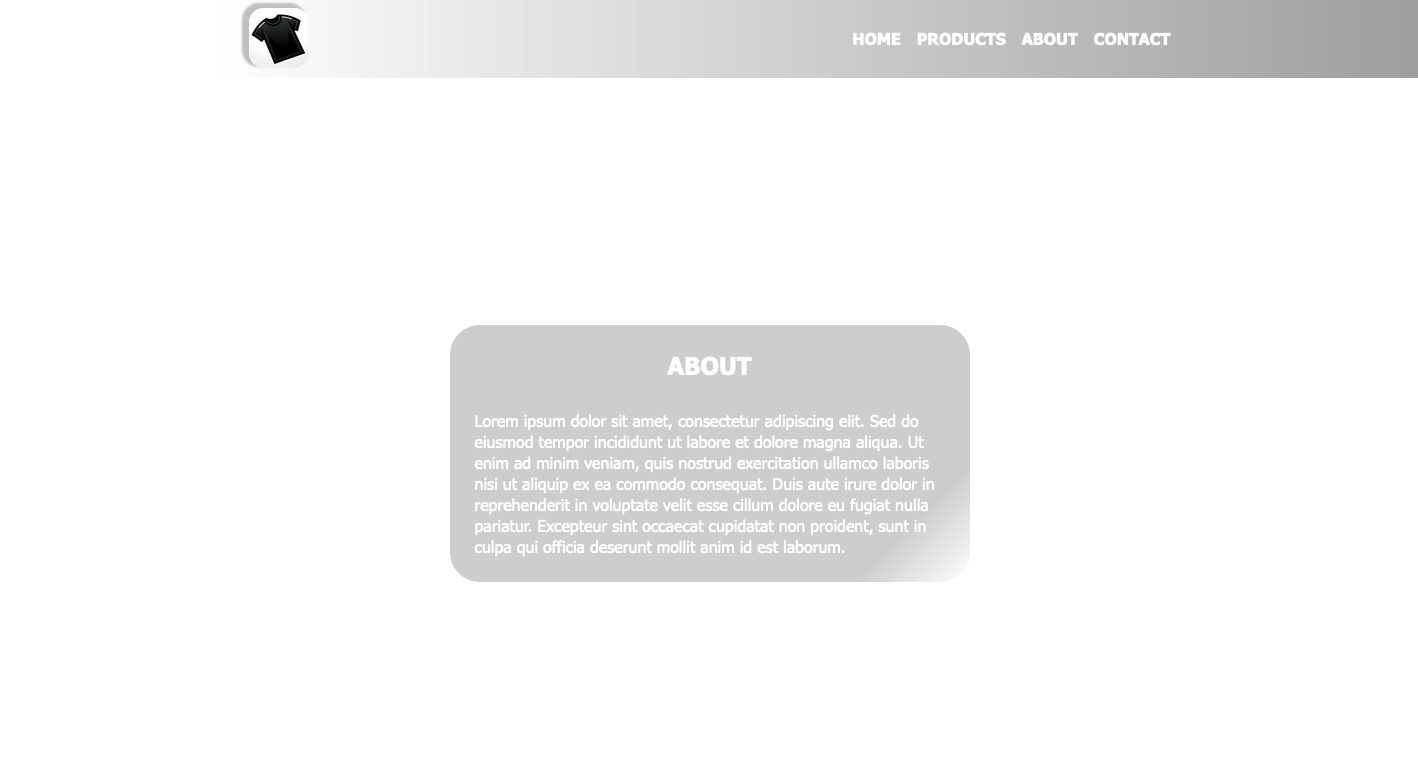 HOME PRODUCTS ABOUT CONTACT
ABOUT
Lorem ipsum dolor sit amet, consectetur adipiscing elit. Sed do
eiusmod tempor incididunt ut labore et dolore magna aliqua. Ut
enim ad minim veniam, quis nostrud exercitation ullamco laboris
nisi ut aliquip ex ea commodo consequat. Duis aute irure dolor in
reprehenderit in voluptate velit esse cillum dolore eu fugiat nulla
pariatur. Excepteur sint occaecat cupidatat non proident, sunt in
culpa qui officia deserunt mollit anim id est laborum.